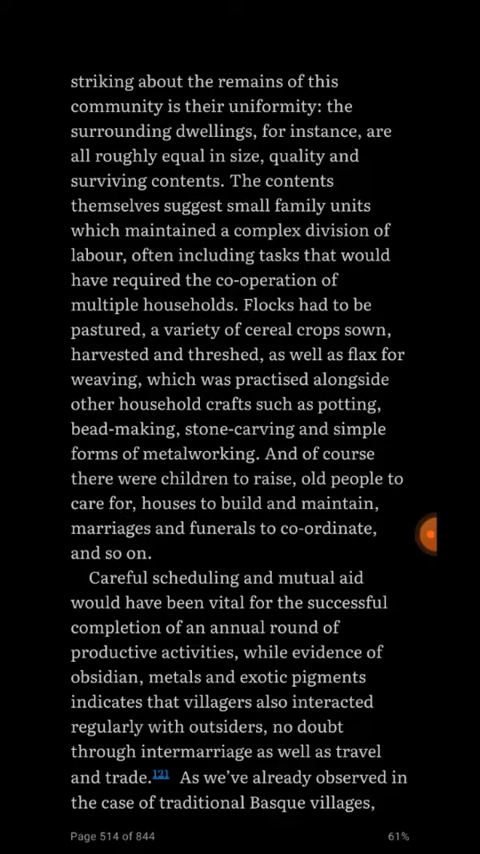 striking about the remains of this
community is their uniformity: the
surrounding dwellings, for instance, are
all roughly equal in size, quality and
surviving contents. The contents
themselves suggest small family units
which maintained a complex division of
labour, often including tasks that would
have required the co-operation of
multiple households. Flocks had to be
pastured, a variety of cereal crops sown,
harvested and threshed, as well as flax for
weaving, which was practised alongside
other household crafts such as potting,
bead-making, stone-carving and simple
forms of metalworking. And of course
there were children to raise, old people to
care for, houses to build and maintain,
marriages and funerals to co-ordinate,
and so on.
Careful scheduling and mutual aid
would have been vital for the successful
completion of an annual round of
productive activities, while evidence of
obsidian, metals and exotic pigments
indicates that villagers also interacted
regularly with outsiders, no doubt
through intermarriage as well as travel
and trade.121 As we’ve already observed in
the case of traditional Basque villages,
Page 514 of 844 61%